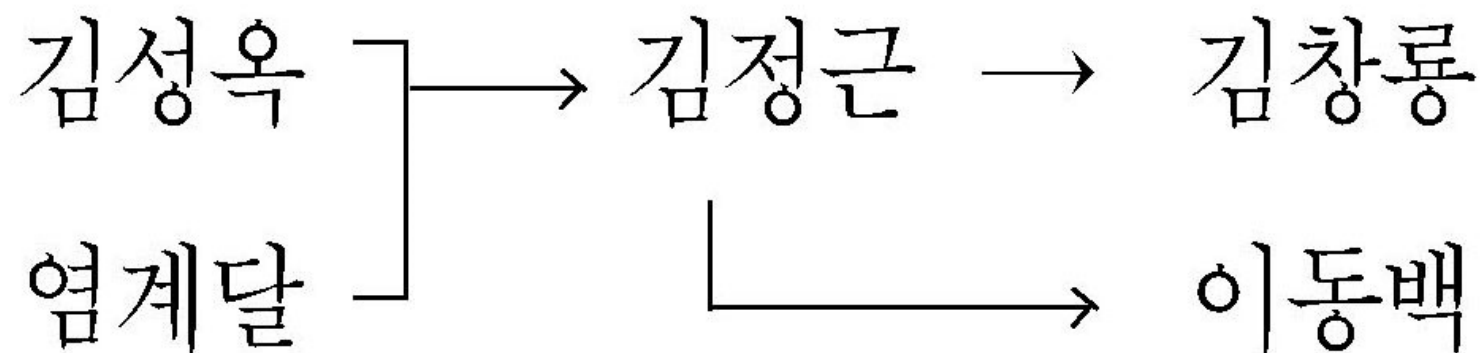 김성옥 → 김정근 → 김창룡
염계달 → 이동백